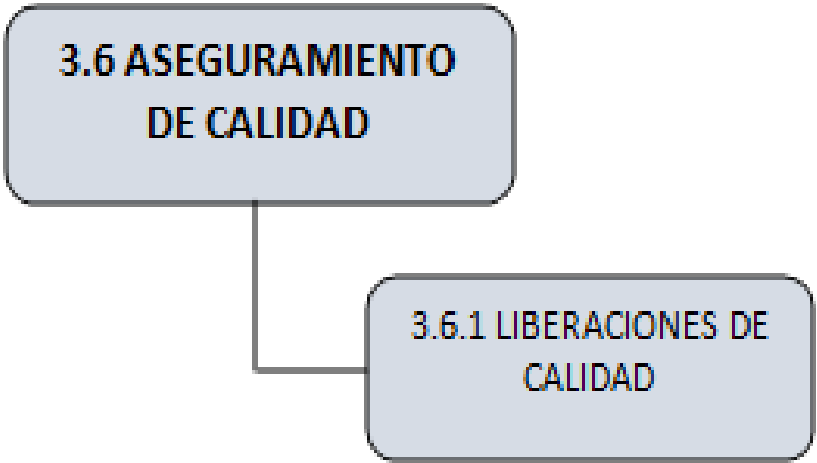 3.6 ASEGURAMIENTO
DE CALIDAD
3.6.1 LIBERACIONES DE
CALIDAD